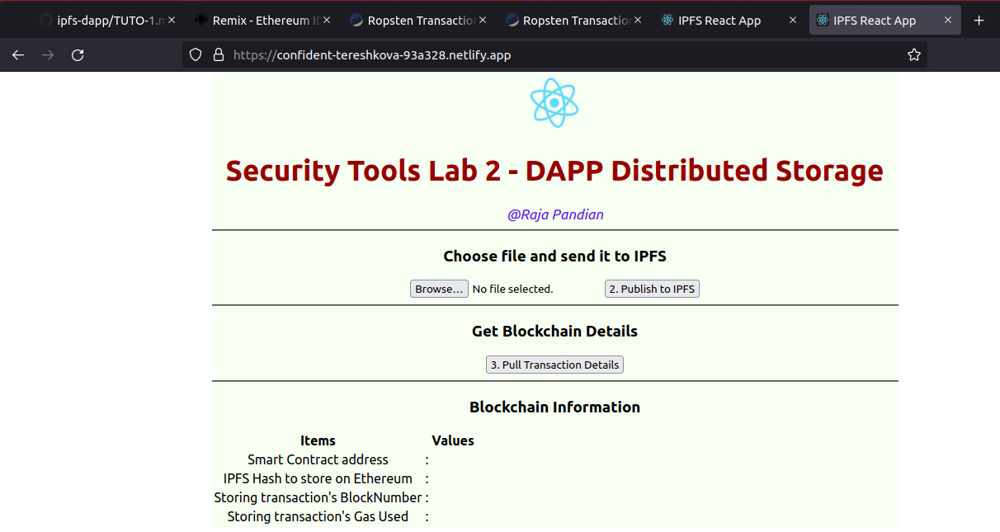 ipfs-dapp/TUTO-1.m
Remix - Ethereum ID
Ropsten Transaction
Ropsten Transaction
IPFS React App
IPFS React App
https://confident-tereshkova-93a328.netlify.app
Security Tools Lab 2 - DAPP Distributed Storage
@Raja Pandian
Choose file and send it to IPFS
Browse... No file selected. 2. Publish to IPFS
Get Blockchain Details
3. Pull Transaction Details
Blockchain Information
Items Values
Smart Contract address :
IPFS Hash to store on Ethereum :
Storing transaction's BlockNumber :
Storing transaction's Gas Used :